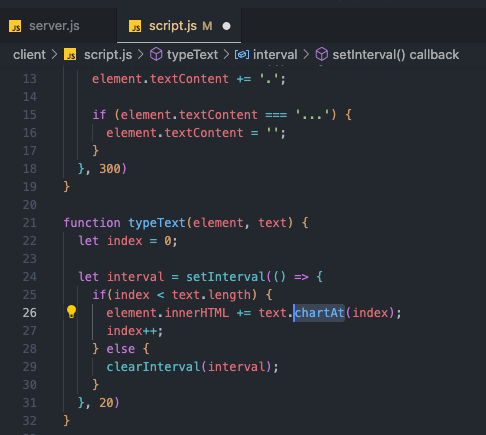 JS server.js JS script.js M
client > JS script.js > typeText > interval > setInterval() callback
13 element.textContent += '.';
14
15 if (element.textContent === '...') {
16 element.textContent = '';
17 }
18 }, 300)
19 }
20
21 function typeText(element, text) {
22 let index = 0;
23
24 let interval = setInterval(() => {
25 if(index < text.length) {
26 element.innerHTML += text.chartAt(index);
27 index++;
28 } else {
29 clearInterval(interval);
30 }
31 }, 20)
32 }
33